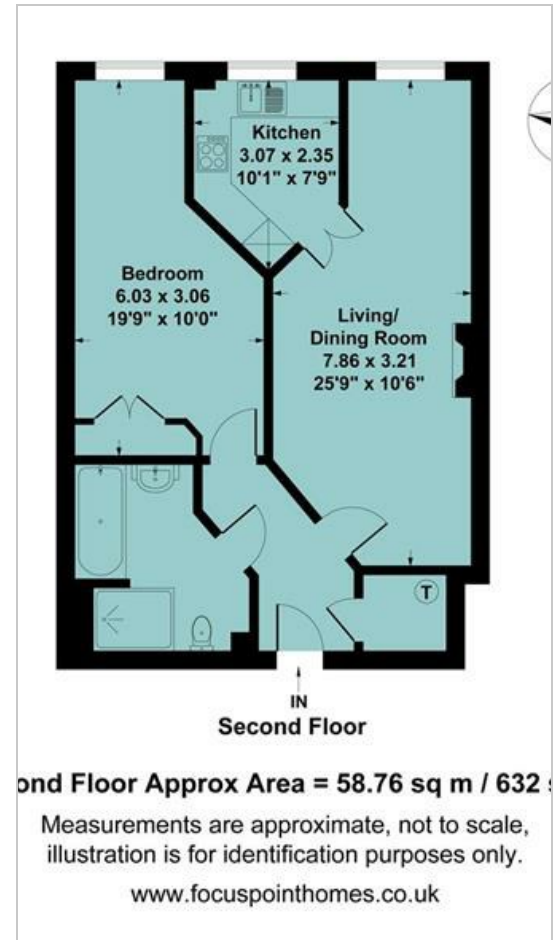 Kitchen
3.07 x 2.35
10'1" x 7'9"
Bedroom
6.03 x 3.06
19'9" x 10'0"
Living/
Dining Room
7.86 x 3.21
25'9" x 10'6"
T
IN
Second Floor
ond Floor Approx Area = 58.76 sq m / 632 s
Measurements are approximate, not to scale,
illustration is for identification purposes only.
www.focuspointhomes.co.uk